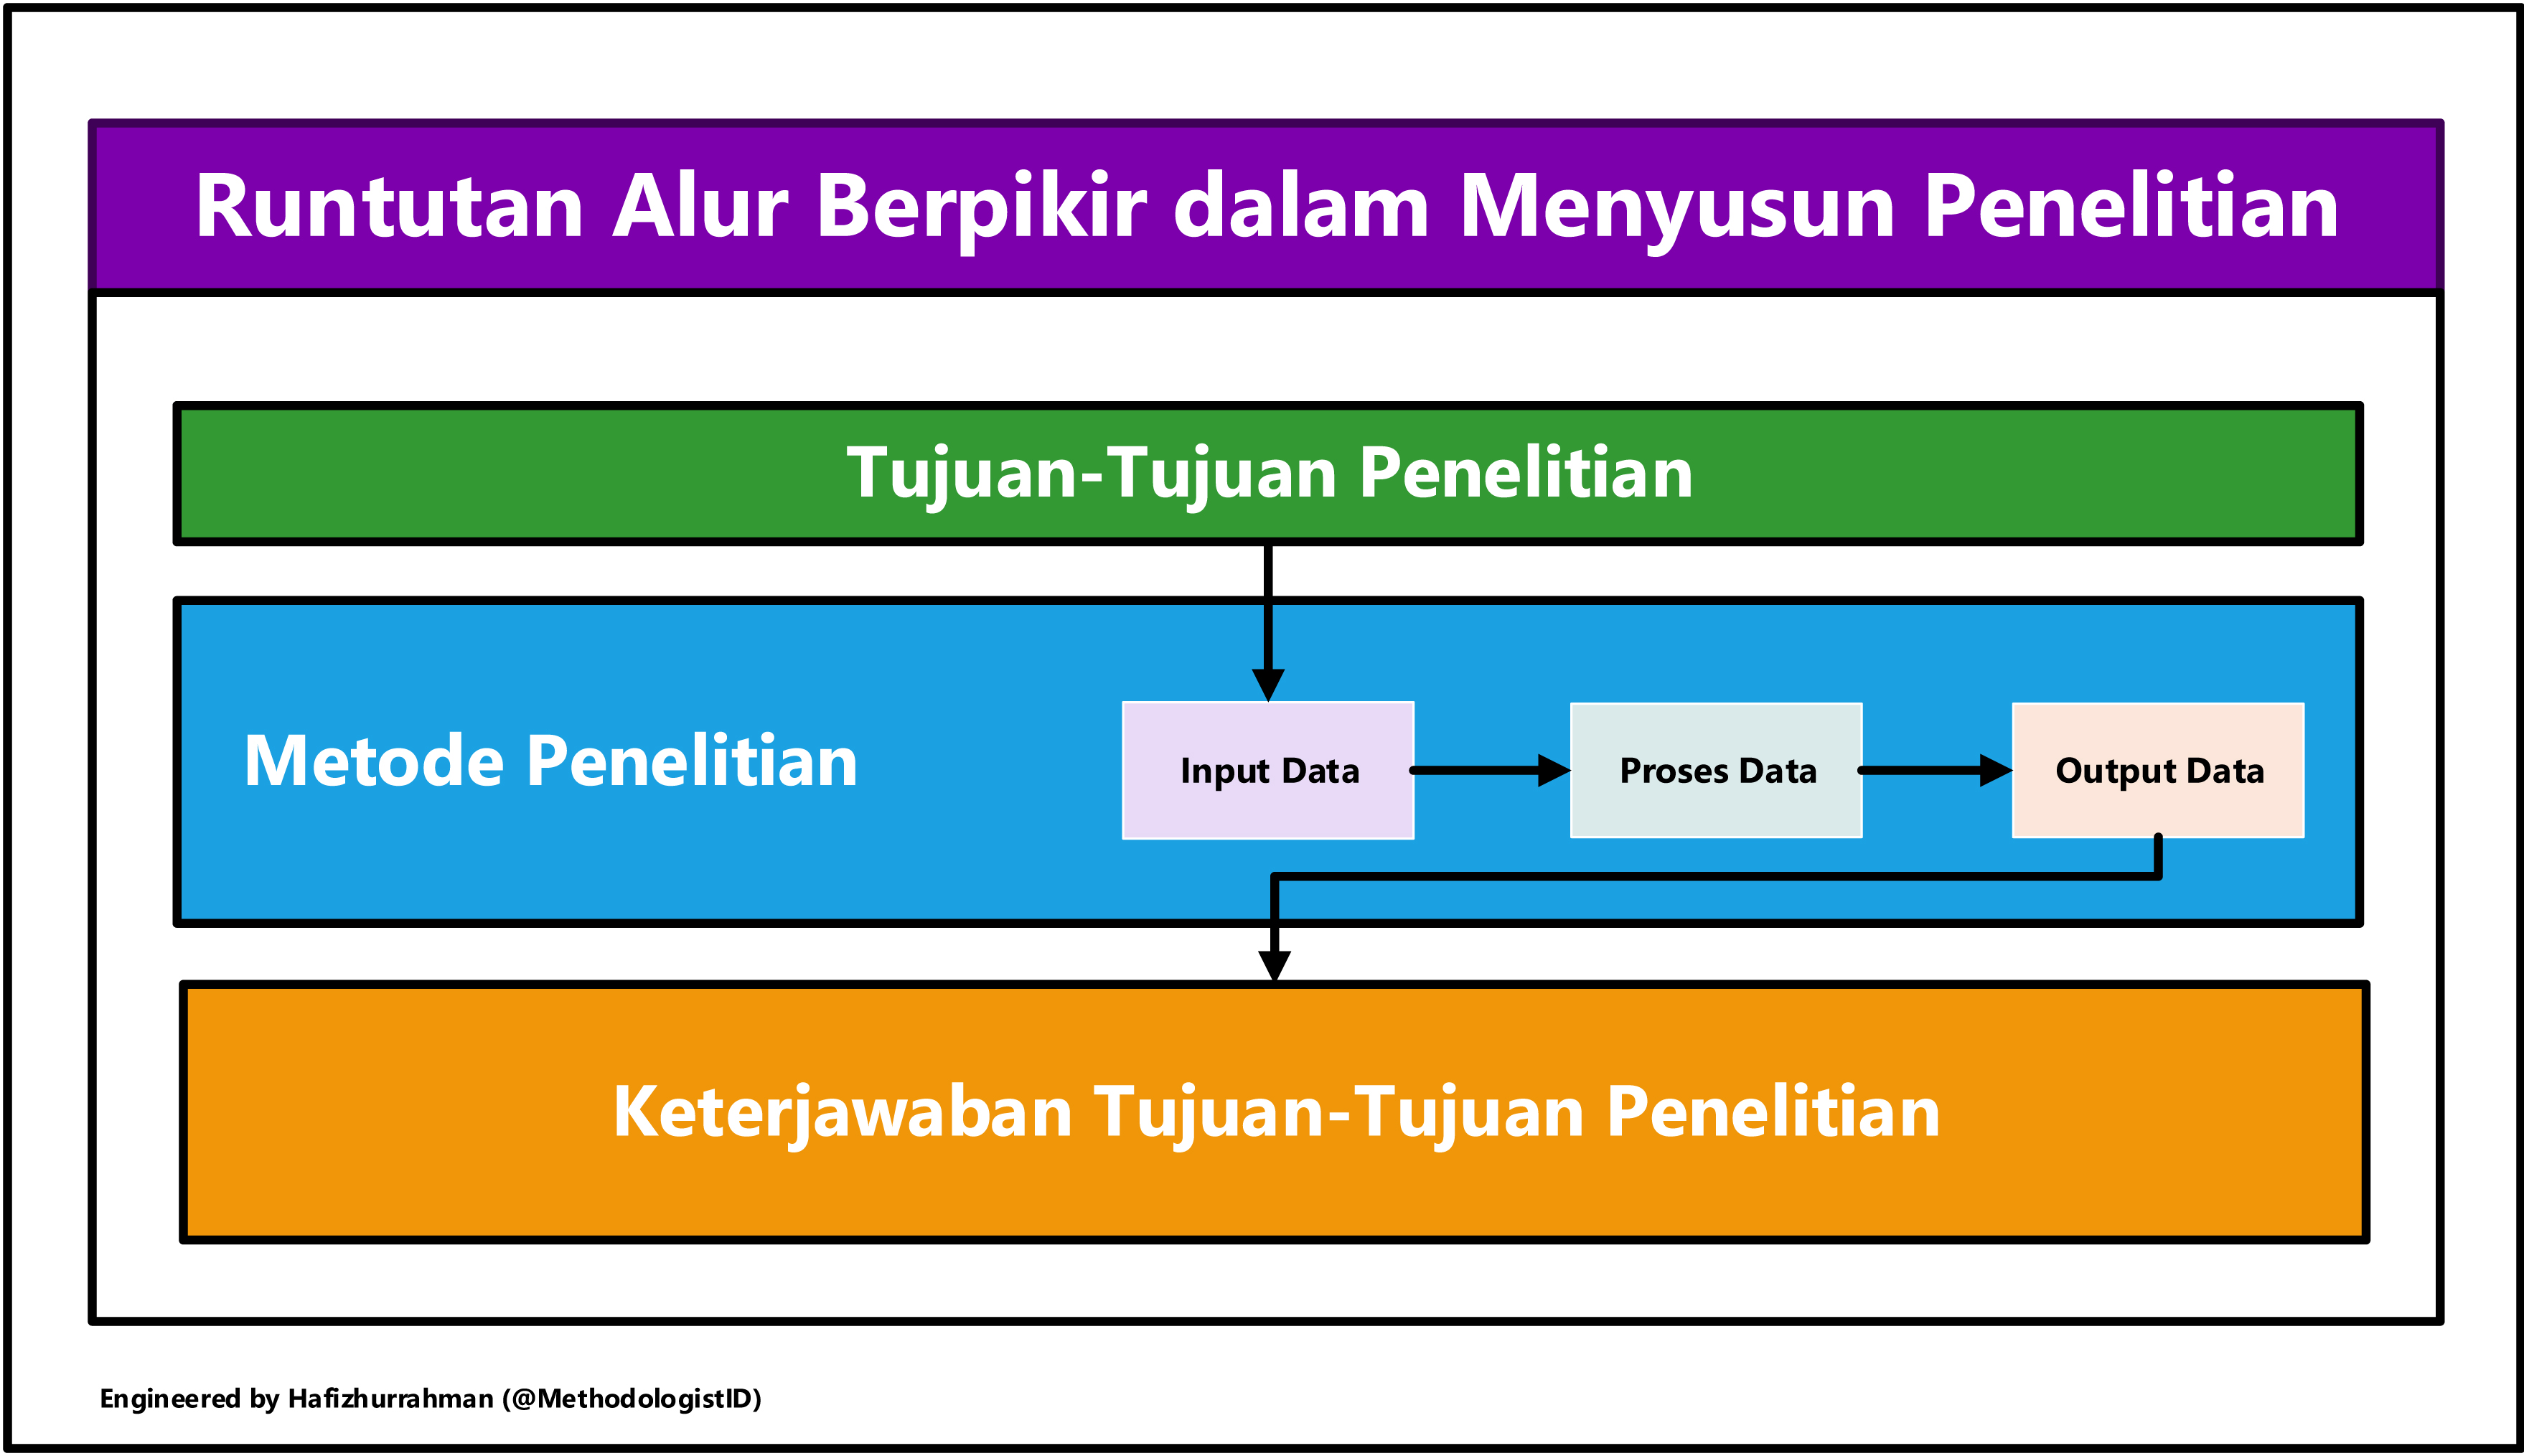 Runtutan Alur Berpikir dalam Menyusun Penelitian
Tujuan-Tujuan Penelitian
Metode Penelitian
Input Data
Proses Data
Output Data
Keterjawaban Tujuan-Tujuan Penelitian
Engineered by Hafizhurrahman (@MethodologistID)